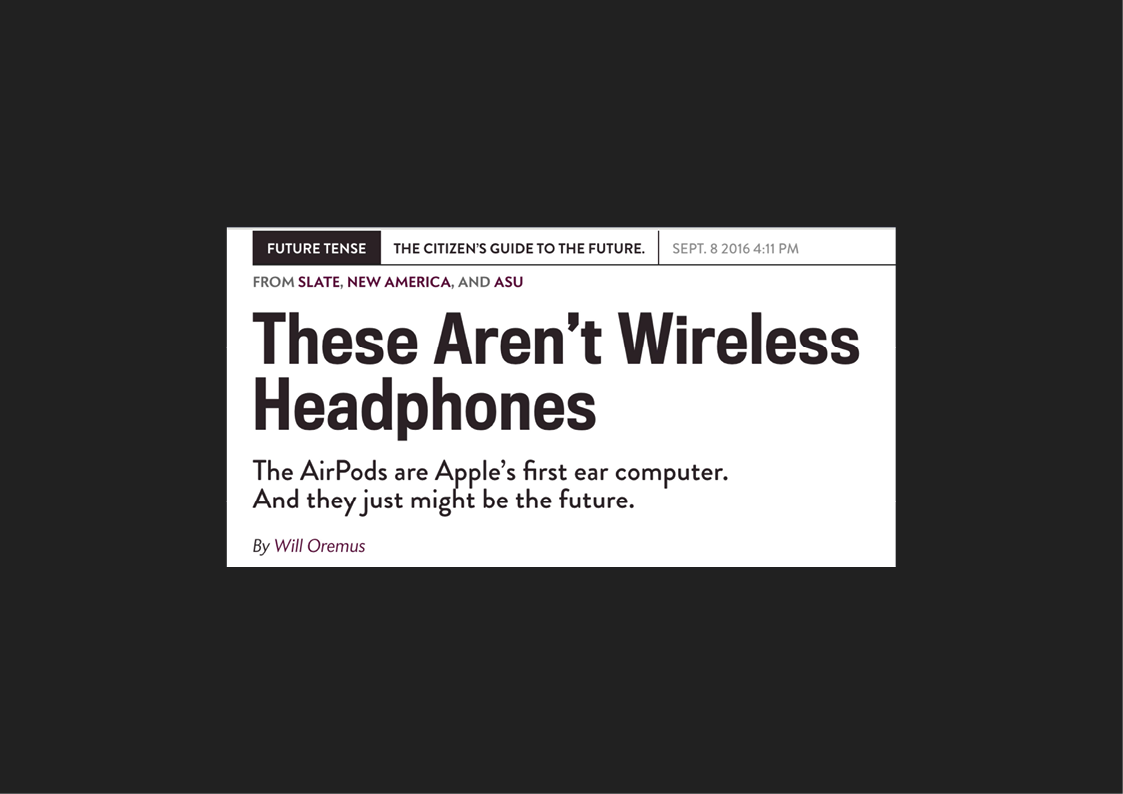 FUTURE TENSE THE CITIZEN’S GUIDE TO THE FUTURE. SEPT. 8 2016 4:11 PM
FROM SLATE, NEW AMERICA, AND ASU
These Aren’t Wireless
Headphones
The AirPods are Apple’s first ear computer.
And they just might be the future.
By Will Oremus